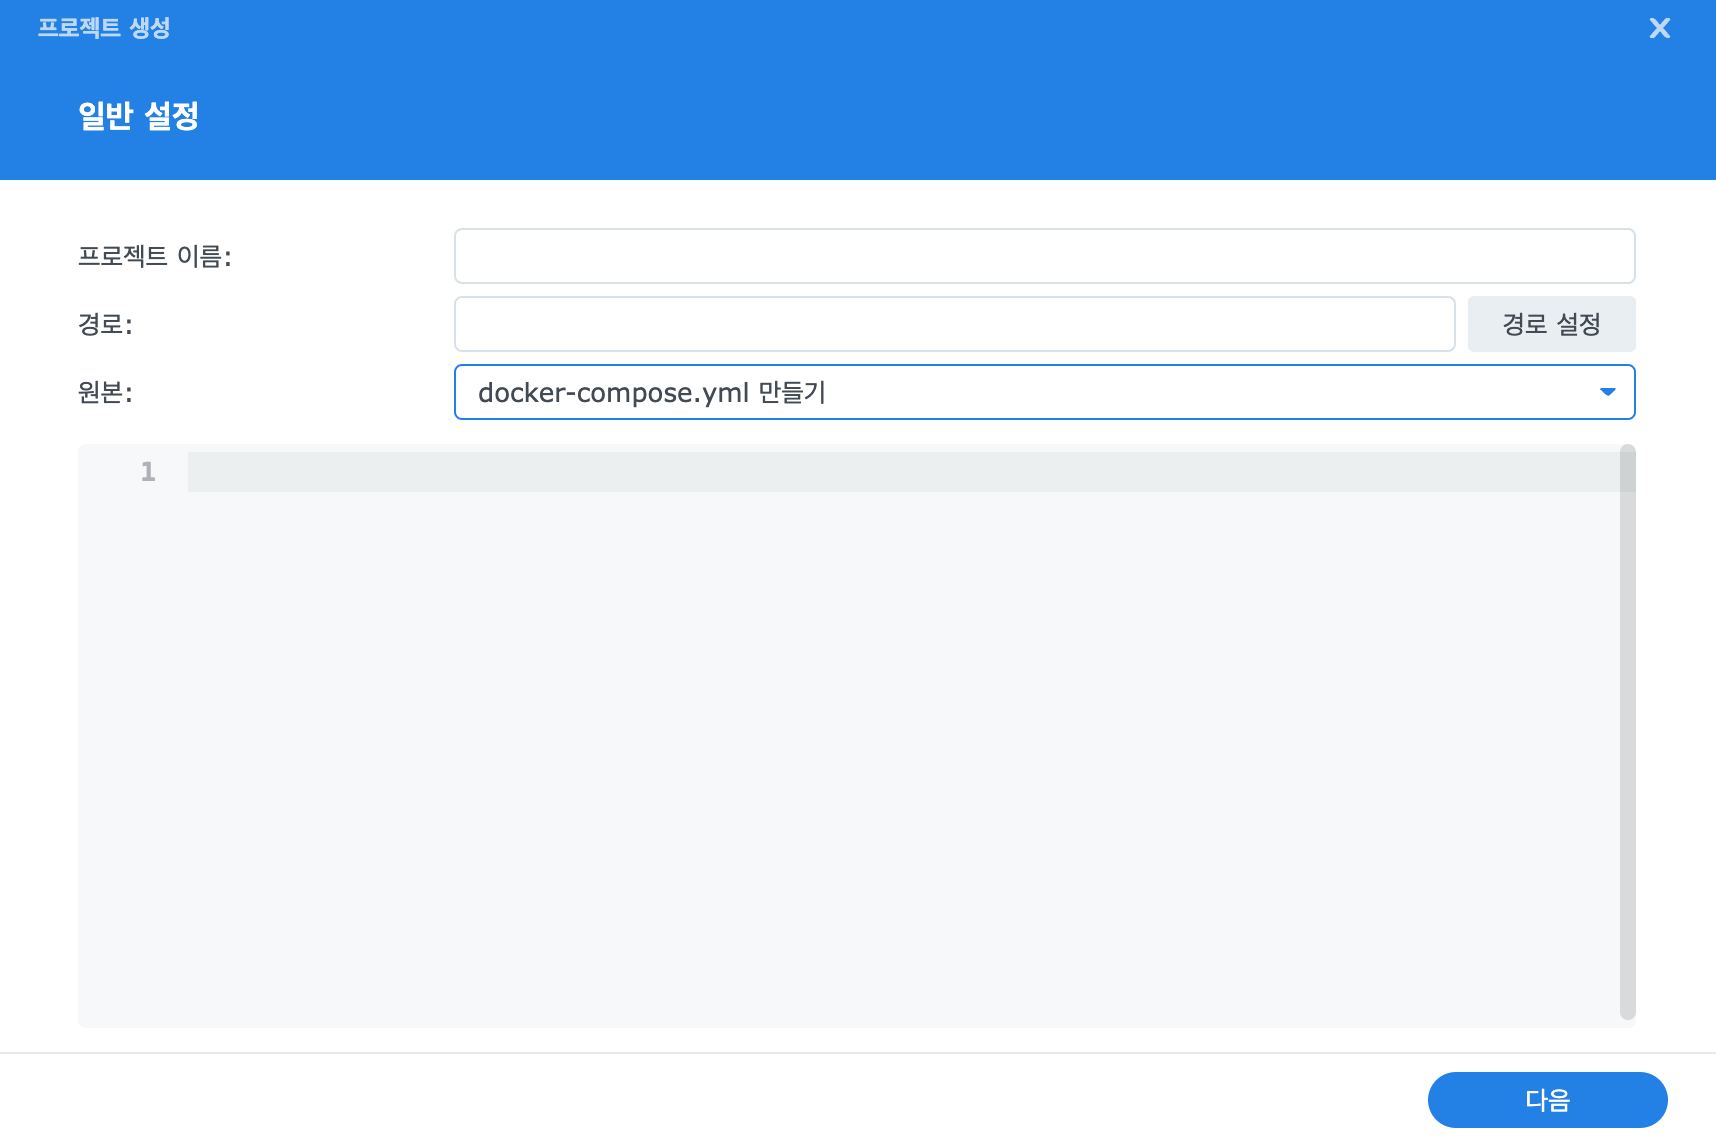 프로젝트 생성
일반 설정
프로젝트 이름:
경로:
경로 설정
원본:
docker-compose.yml 만들기
1
다음